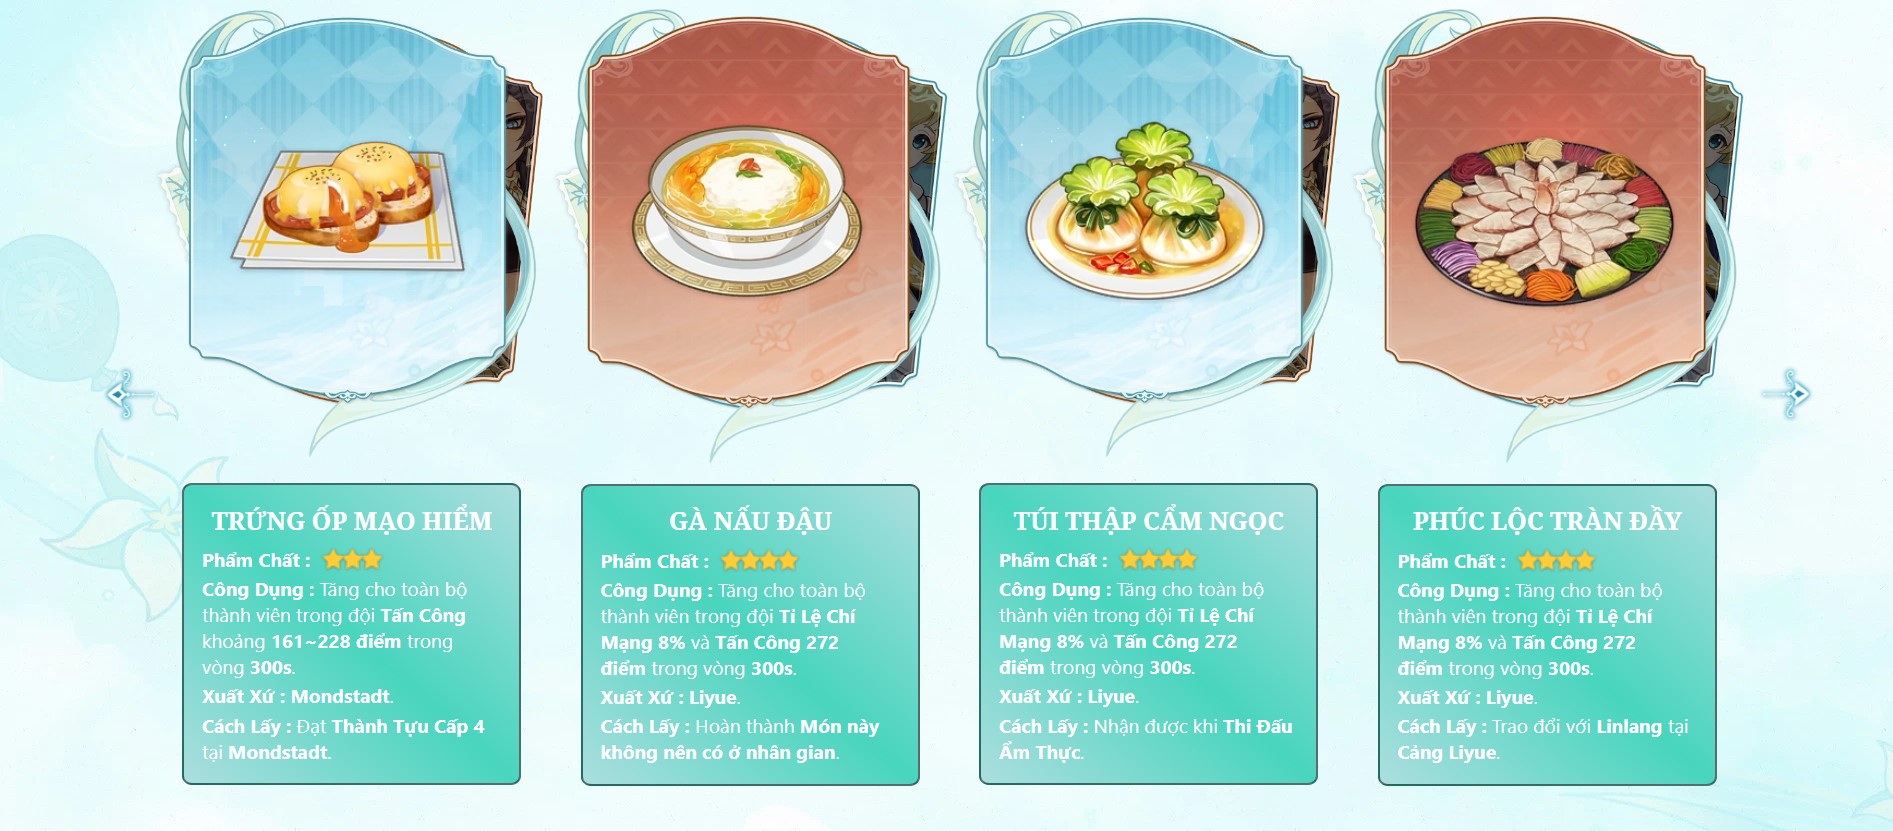 TRỨNG ỐP MẠO HIỂM
Phẩm Chất :
Công Dụng : Tăng cho toàn bộ
thành viên trong đội Tấn Công
khoảng 161~228 điểm trong
vòng 300s.
Xuất Xứ : Mondstadt.
Cách Lấy : Đạt Thành Tựu Cấp 4
tại Mondstadt.
GÀ NẤU ĐẬU
Phẩm Chất :
Công Dụng : Tăng cho toàn bộ
thành viên trong đội Tỉ Lệ Chí
Mạng 8% và Tấn Công 272
điểm trong vòng 300s.
Xuất Xứ : Liyue.
Cách Lấy : Hoàn thành Món này
không nên có ở nhân gian.
TÚI THẬP CẨM NGỌC
Phẩm Chất :
Công Dụng : Tăng cho toàn bộ
thành viên trong đội Tỉ Lệ Chí
Mạng 8% và Tấn Công 272
điểm trong vòng 300s.
Xuất Xứ : Liyue.
Cách Lấy : Nhận được khi Thi Đấu
Ẩm Thực.
PHÚC LỘC TRÀN ĐẦY
Phẩm Chất :
Công Dụng : Tăng cho toàn bộ
thành viên trong đội Tỉ Lệ Chí
Mạng 8% và Tấn Công 272
điểm trong vòng 300s.
Xuất Xứ : Liyue.
Cách Lấy : Trao đổi với Linlang tại
Cảng Liyue.